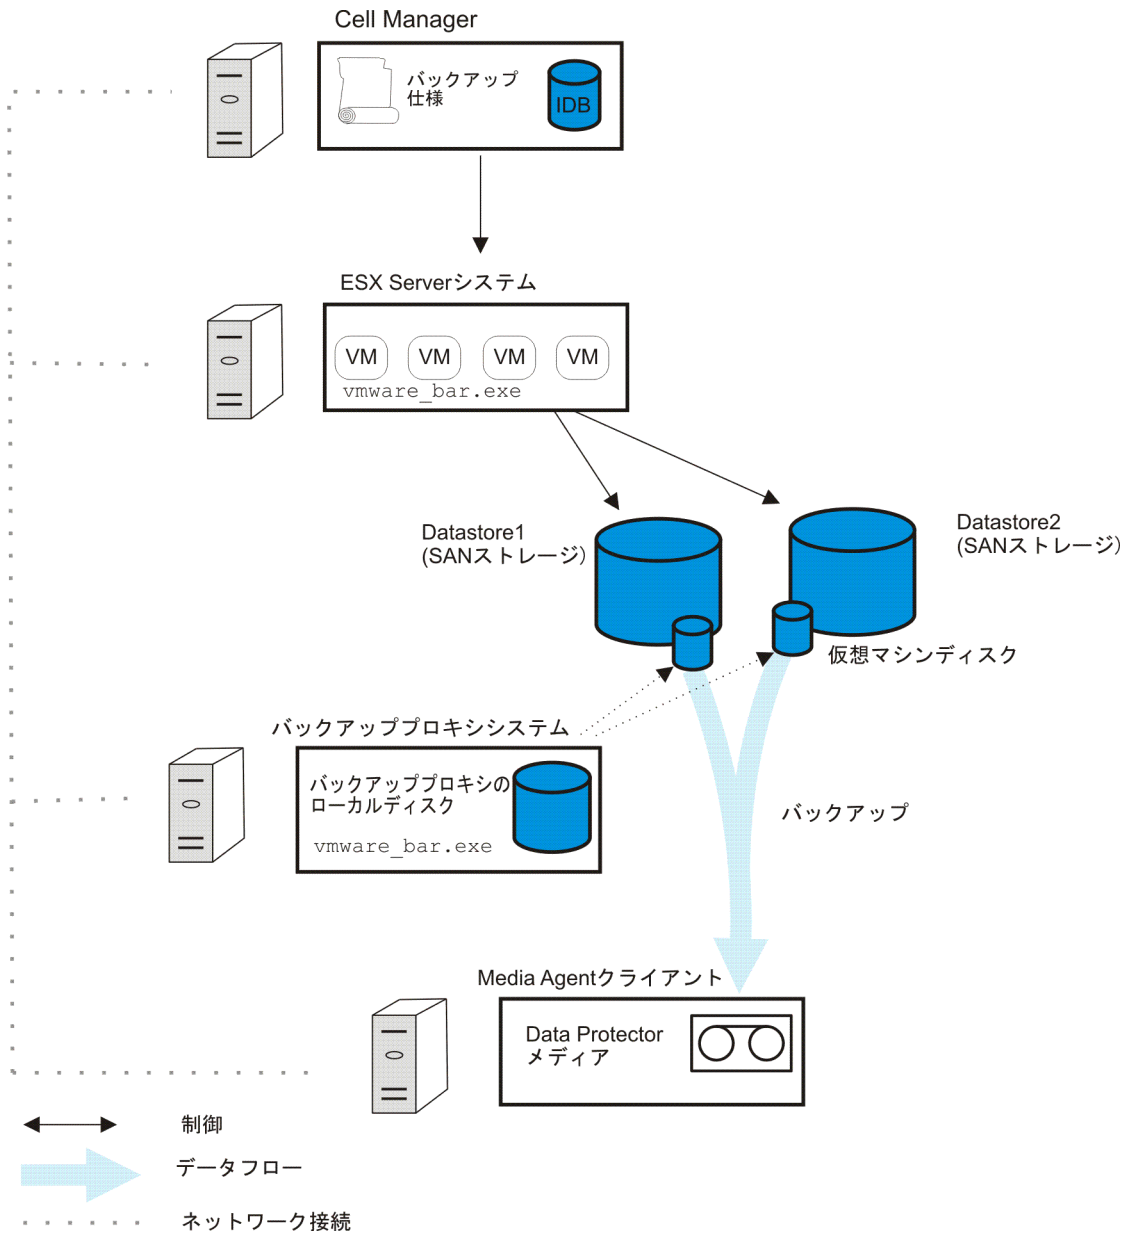 Cell Manager
バックアップ
仕様
IDB
ESX Serverシステム
VM VM VM VM
vmware_bar.exe
Datastore1
(SANストレージ)
Datastore2
(SANストレージ)
仮想マシンディスク
バックアッププロキシシステム
バックアッププロキシの
ローカルディスク
vmware_bar.exe
バックアップ
Media Agentクライアント
Data Protector
メディア
制御
データフロー
ネットワーク接続